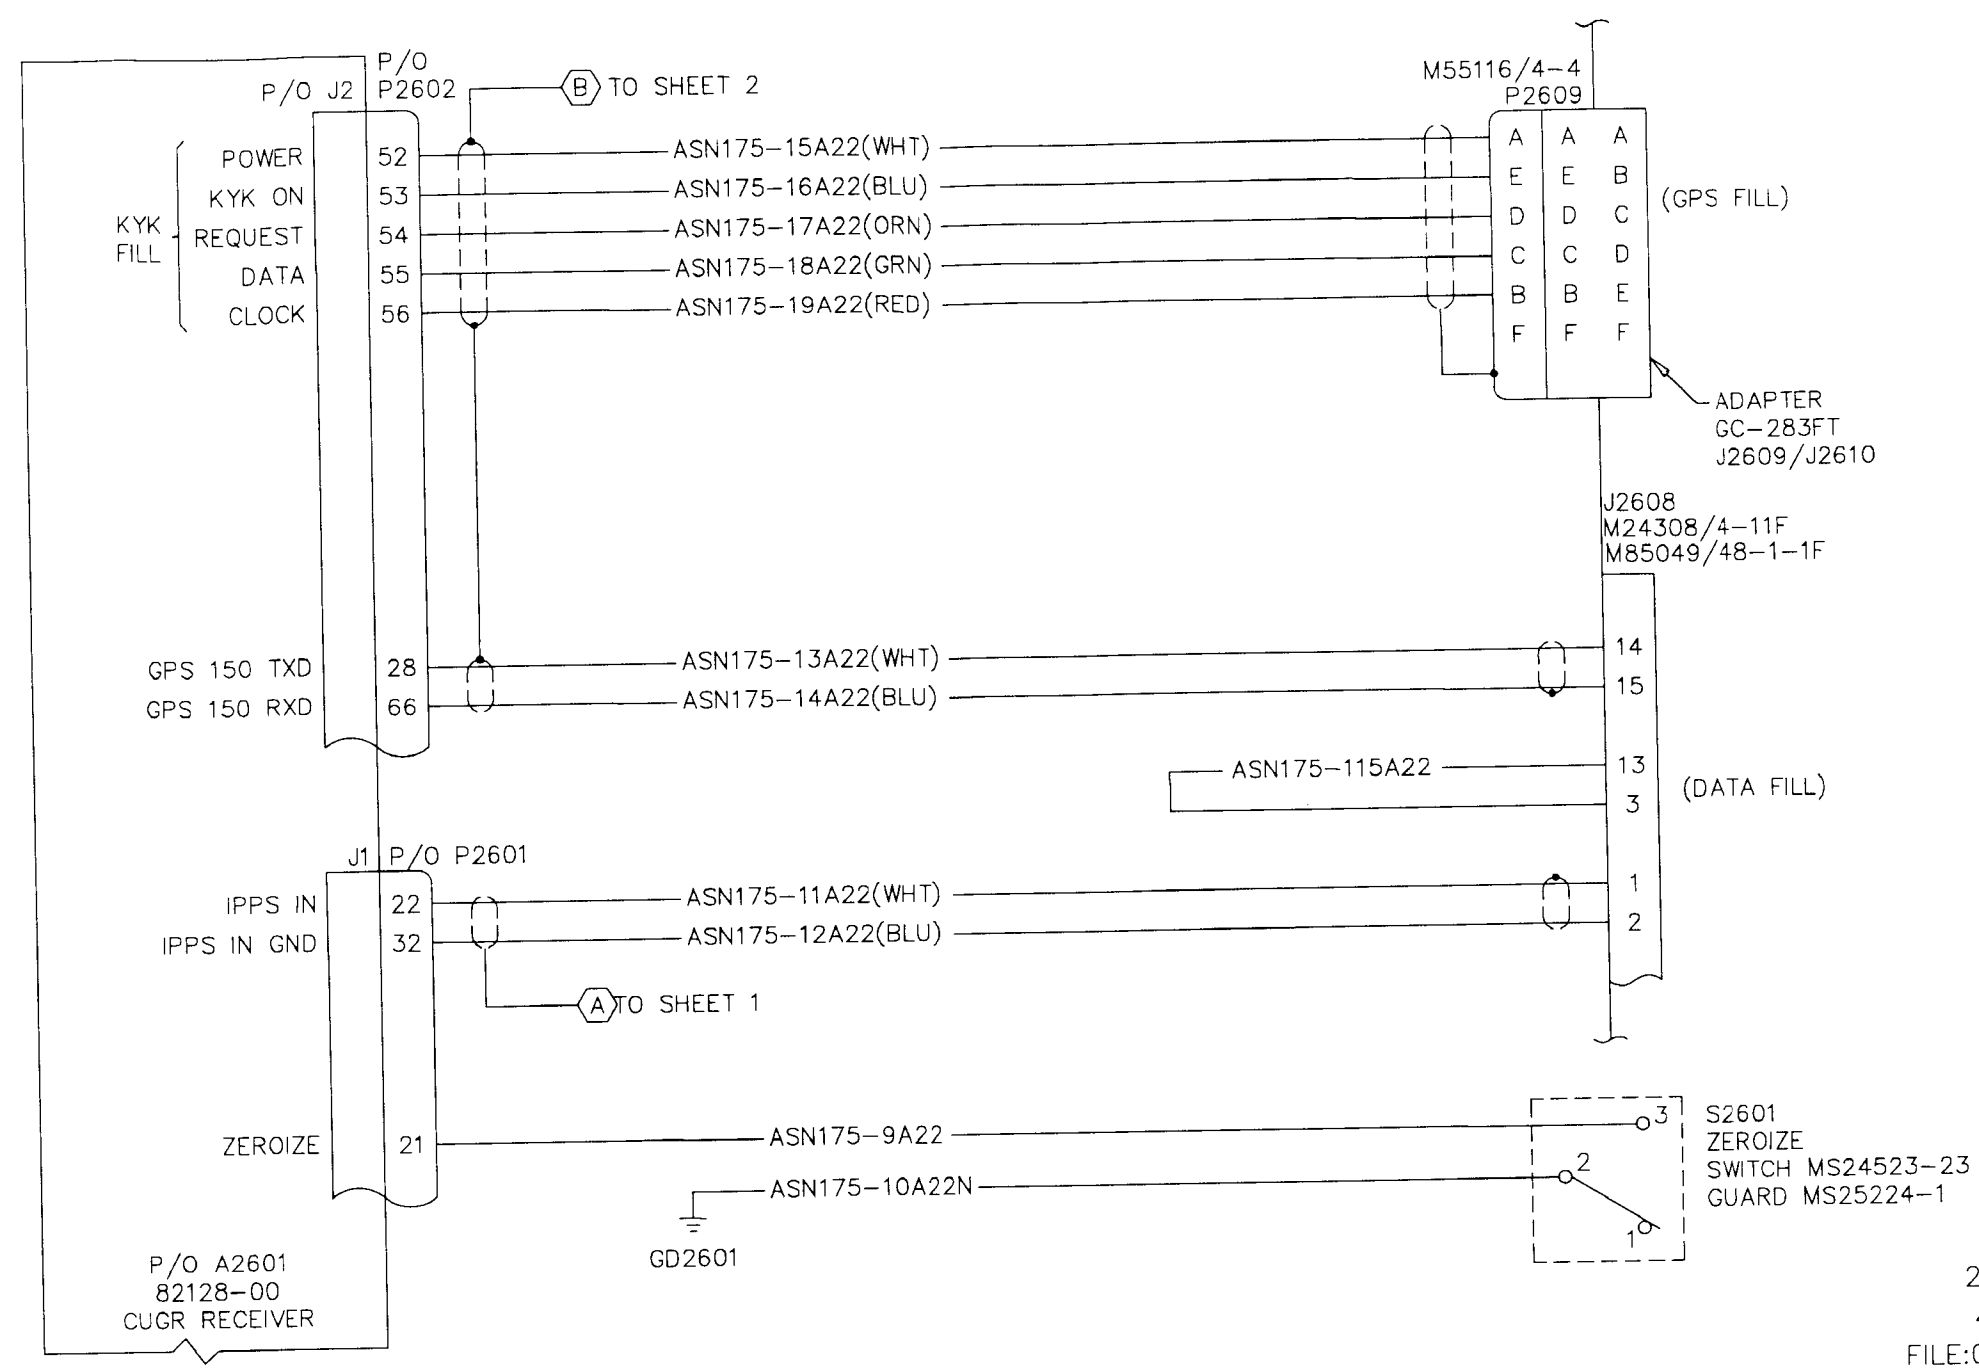 P/O J2
P/O
P2602
B TO SHEET 2
M55116/4-4
P2609
KYK
FILL
POWER 52 ASN175-15A22(WHT) A A A
KYK ON 53 ASN175-16A22(BLU) E E B
REQUEST 54 ASN175-17A22(ORN) D D C
DATA 55 ASN175-18A22(GRN) C C D
CLOCK 56 ASN175-19A22(RED) B B E
F F F
(GPS FILL)
ADAPTER
GC-283FT
J2609/J2610
J2608
M24308/4-11F
M85049/48-1-1F
GPS 150 TXD 28 ASN175-13A22(WHT) 14
GPS 150 RXD 66 ASN175-14A22(BLU) 15
ASN175-115A22 13
3
(DATA FILL)
J1 P/O P2601
IPPS IN 22 ASN175-11A22(WHT) 1
IPPS IN GND 32 ASN175-12A22(BLU) 2
A TO SHEET 1
ZEROIZE 21 ASN175-9A22 3
ASN175-10A22N 2
1
GD2601
S2601
ZEROIZE
SWITCH MS24523-23
GUARD MS25224-1
P/O A2601
82128-00
CUGR RECEIVER
2
FILE: